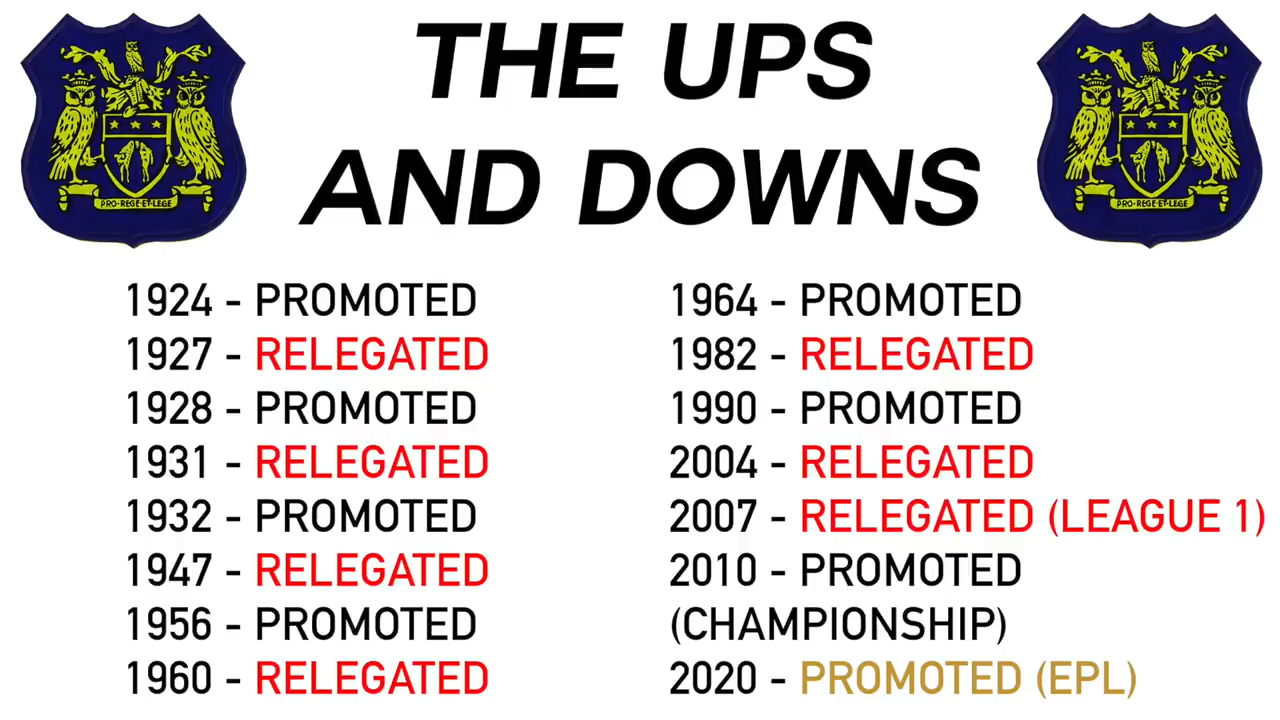 THE UPS
AND DOWNS
PRO·REGE·ET·LEGE
PRO·REGE·ET·LEGE
1924 - PROMOTED
1927 - RELEGATED
1928 - PROMOTED
1931 - RELEGATED
1932 - PROMOTED
1947 - RELEGATED
1956 - PROMOTED
1960 - RELEGATED
1964 - PROMOTED
1982 - RELEGATED
1990 - PROMOTED
2004 - RELEGATED
2007 - RELEGATED (LEAGUE 1)
2010 - PROMOTED
(CHAMPIONSHIP)
2020 - PROMOTED (EPL)